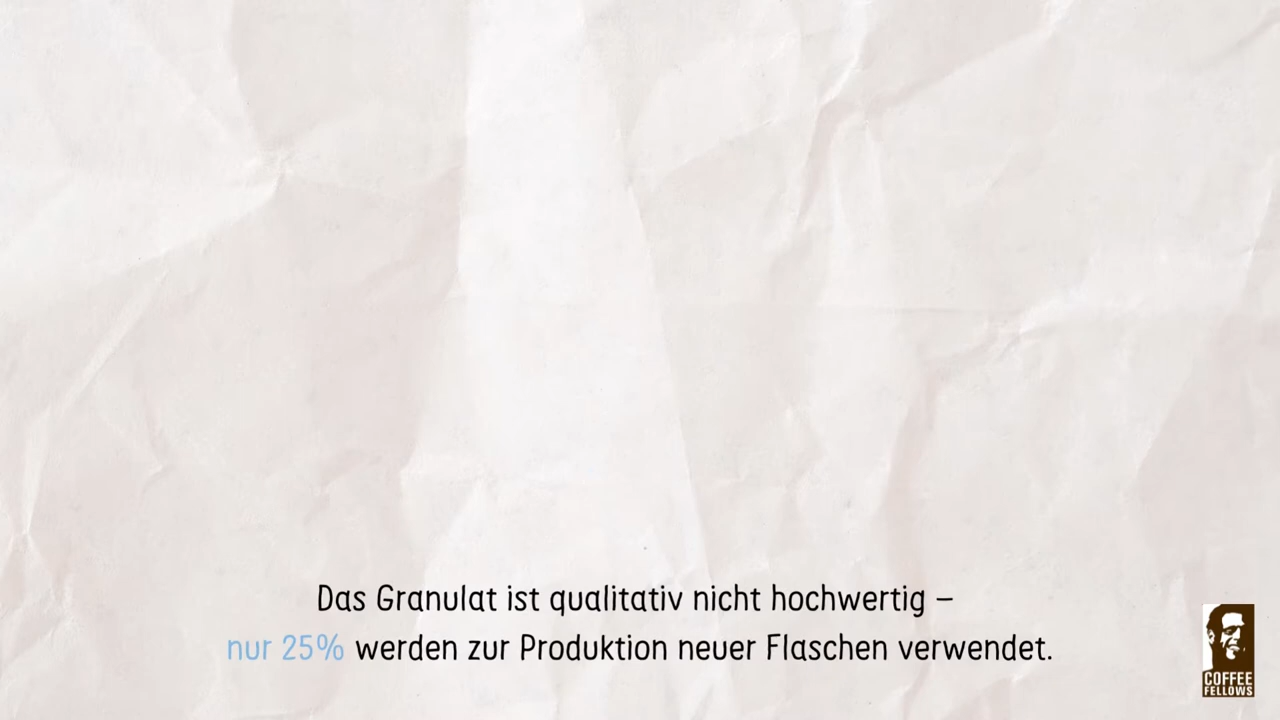 Das Granulat ist qualitativ nicht hochwertig –
nur 25% werden zur Produktion neuer Flaschen verwendet.
COFFEE
FELLOWS